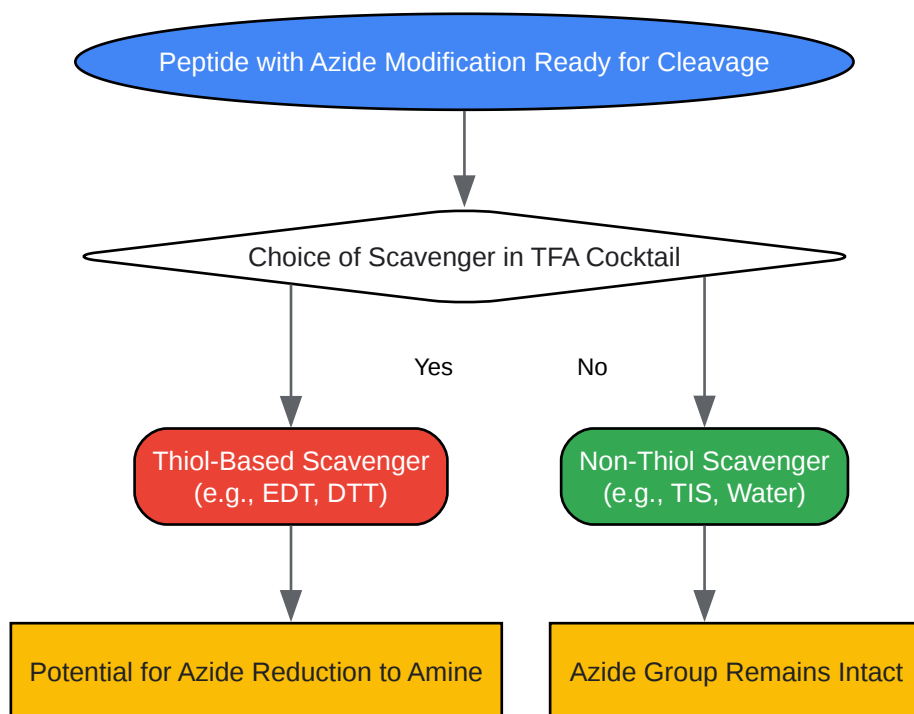 Peptide with Azide Modification Ready for Cleavage
Choice of Scavenger in TFA Cocktail
Yes
No
Thiol-Based Scavenger
(e.g., EDT, DTT)
Non-Thiol Scavenger
(e.g., TIS, Water)
Potential for Azide Reduction to Amine
Azide Group Remains Intact